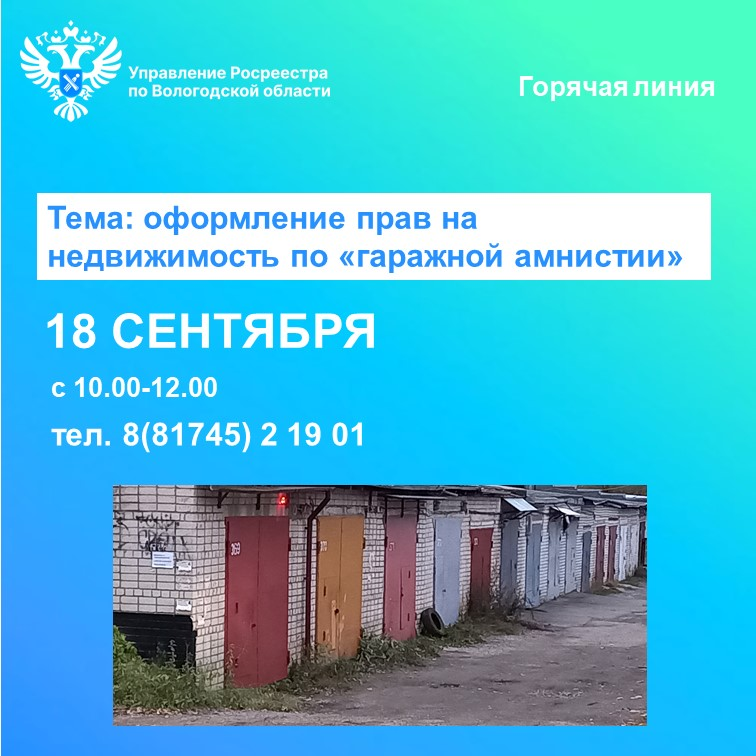 Управление Росреестра
по Вологодской области
Горячая линия
Тема: оформление прав на
недвижимость по «гаражной амнистии»
18 СЕНТЯБРЯ
с 10.00-12.00
тел. 8(81745) 2 19 01
369